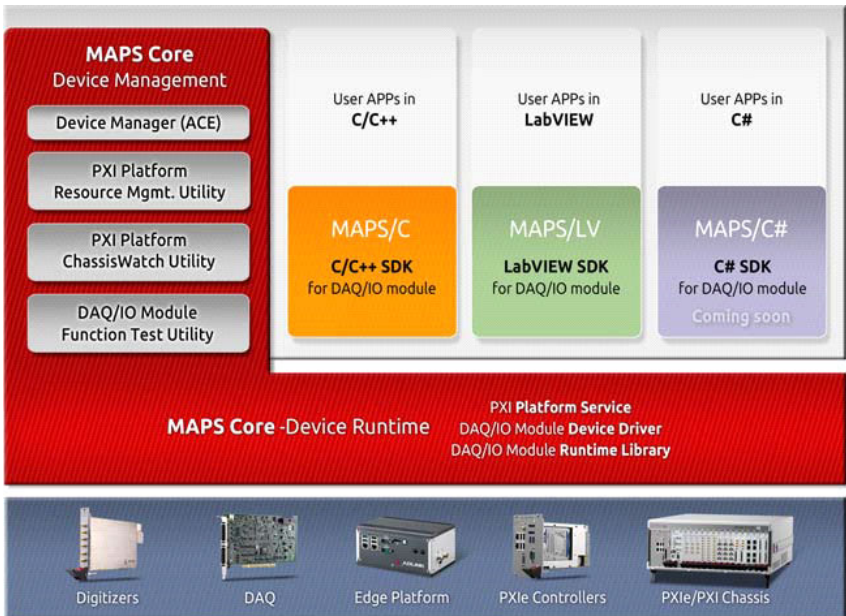 MAPS Core
Device Management
Device Manager (ACE)
PXI Platform
Resource Mgmt. Utility
PXI Platform
ChassisWatch Utility
DAQ/IO Module
Function Test Utility
User APPs in
C/C++
User APPs in
LabVIEW
User APPs in
C#
MAPS/C
C/C++ SDK
for DAQ/IO module
MAPS/LV
LabVIEW SDK
for DAQ/IO module
MAPS/C#
C# SDK
for DAQ/IO module
Coming soon
MAPS Core -Device Runtime
PXI Platform Service
DAQ/IO Module Device Driver
DAQ/IO Module Runtime Library
ADLINK
Digitizers
DAQ
Edge Platform
PXIe Controllers
PXIe/PXI Chassis